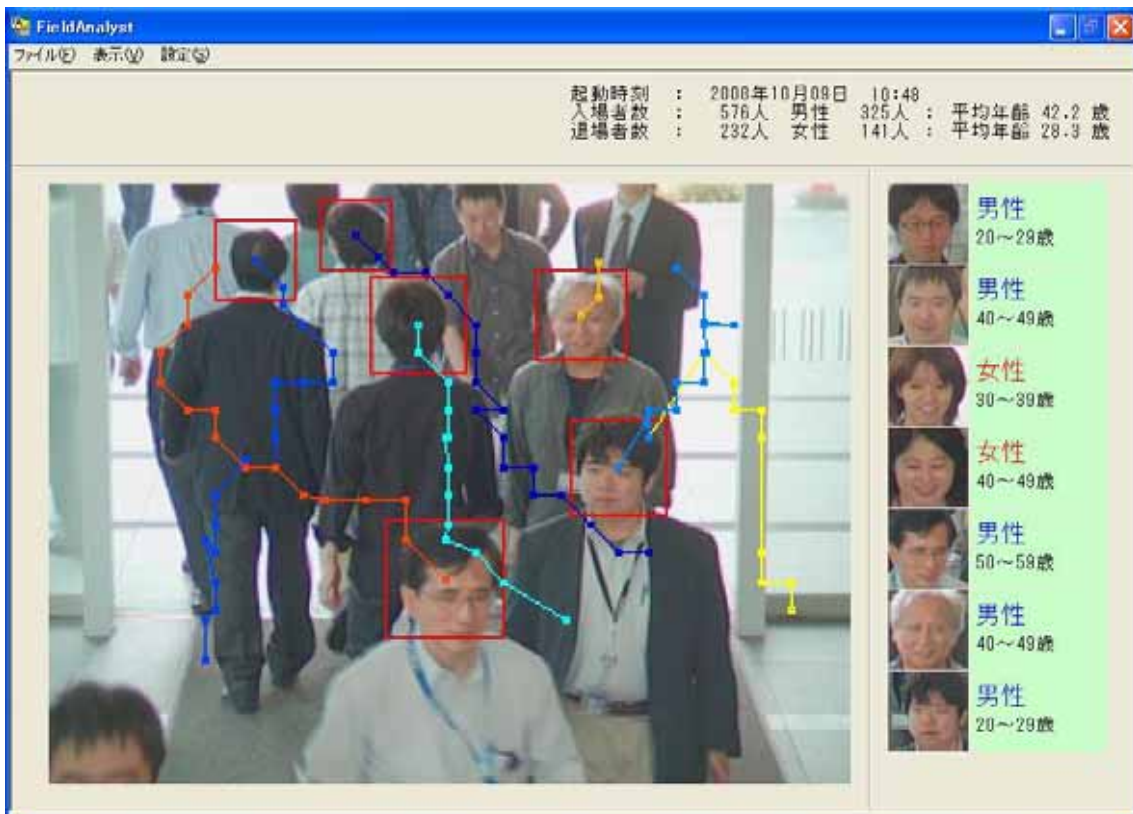 FieldAnalyst
ファイル(F) 表示(V) 設定(S)
起動時刻 : 2008年10月09日 10:48
入場者数 : 576人 男性 325人 : 平均年齢 42.2 歳
退場者数 : 232人 女性 141人 : 平均年齢 28.3 歳
男性
20~29歳
男性
40~49歳
女性
30~39歳
女性
40~49歳
男性
50~59歳
男性
40~49歳
男性
20~29歳